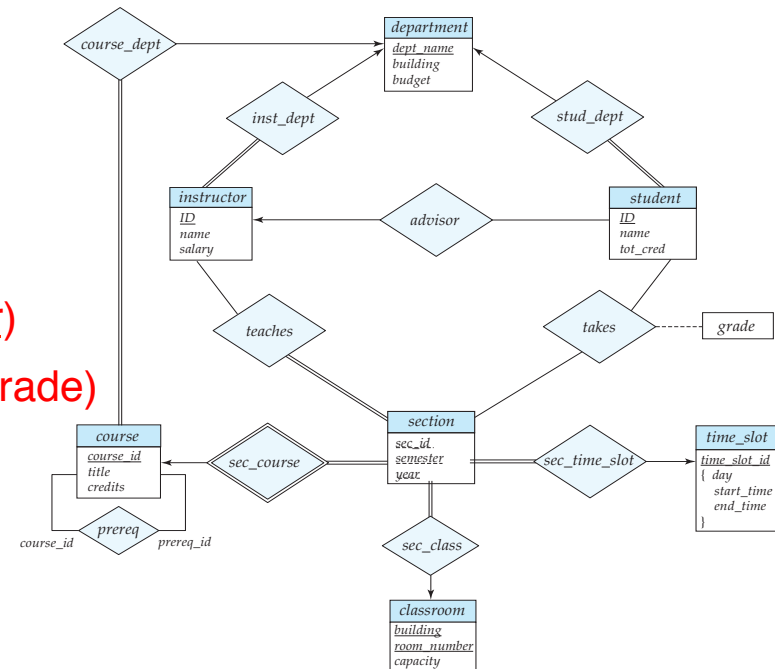 department
course_dept
dept_name
building
budget
inst_dept
stud_dept
instructor
ID
name
salary
advisor
student
ID
name
tot_cred
)
teaches
takes
grade
rade)
course
course_id
title
credits
sec_course
section
sec_id
semester
year
sec_time_slot
time_slot
time_slot_id
{ day
start_time
end_time
}
prereq
course_id
prereq_id
sec_class
classroom
building
room_number
capacity